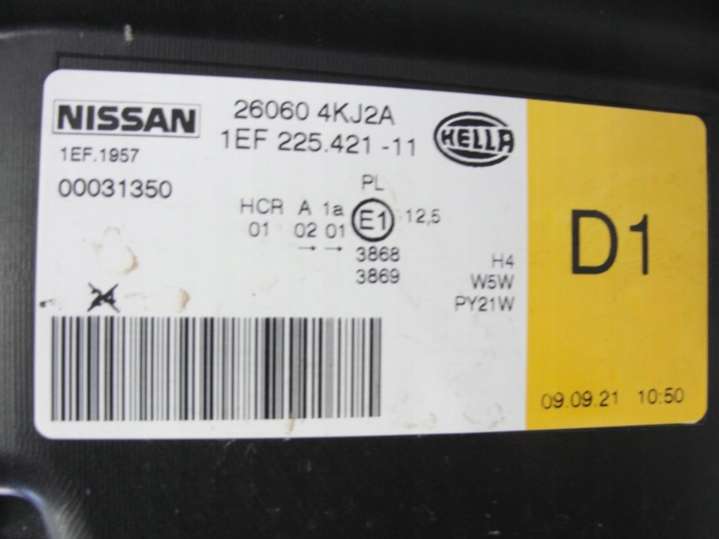 NISSAN
26060 4KJ2A
1EF 225.421 -11
HELLA
1EF.1957
00031350
PL
HCR A 1a E1 12,5
01 02 01
→ →
3868
3869
H4
W5W
PY21W
24
D1
09.09.21 10:50